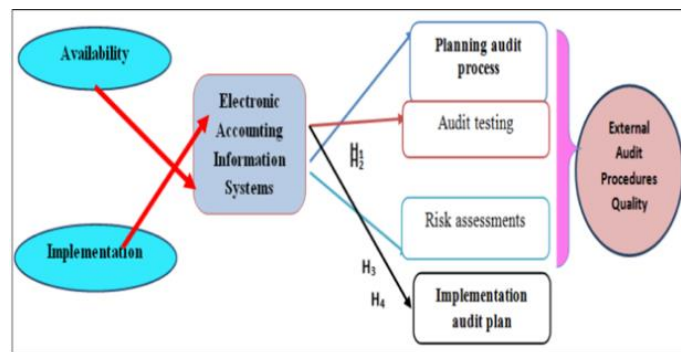 Availability
Implementation
Electronic
Accounting
Information
Systems
Planning audit
process
Audit testing
Risk assessments
Implementation
audit plan
H1
H2
H3
H4
External
Audit
Procedures
Quality